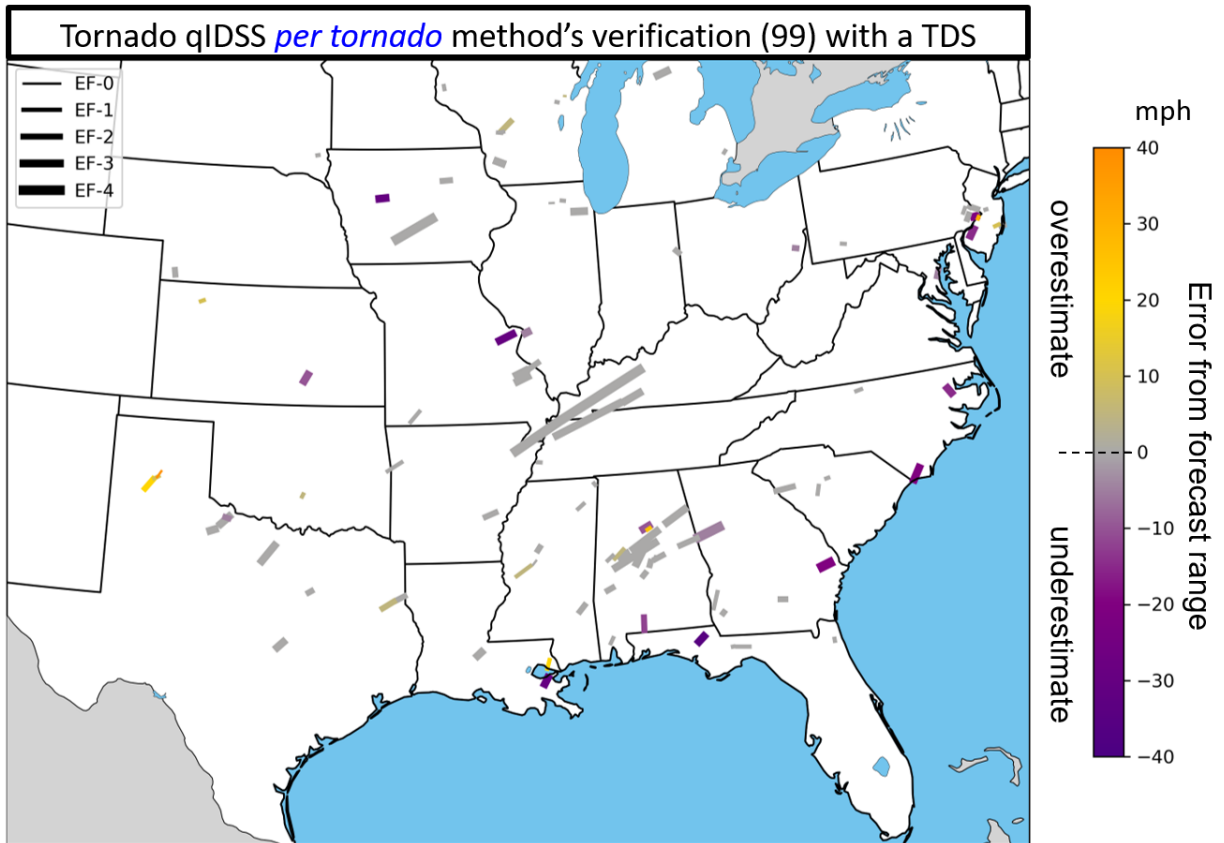 Tornado qIDSS per tornado method's verification (99) with a TDS
EF-0
EF-1
EF-2
EF-3
EF-4
mph
40
30
20
10
0
−10
−20
−30
−40
overestimate
underestimate
Error from forecast range